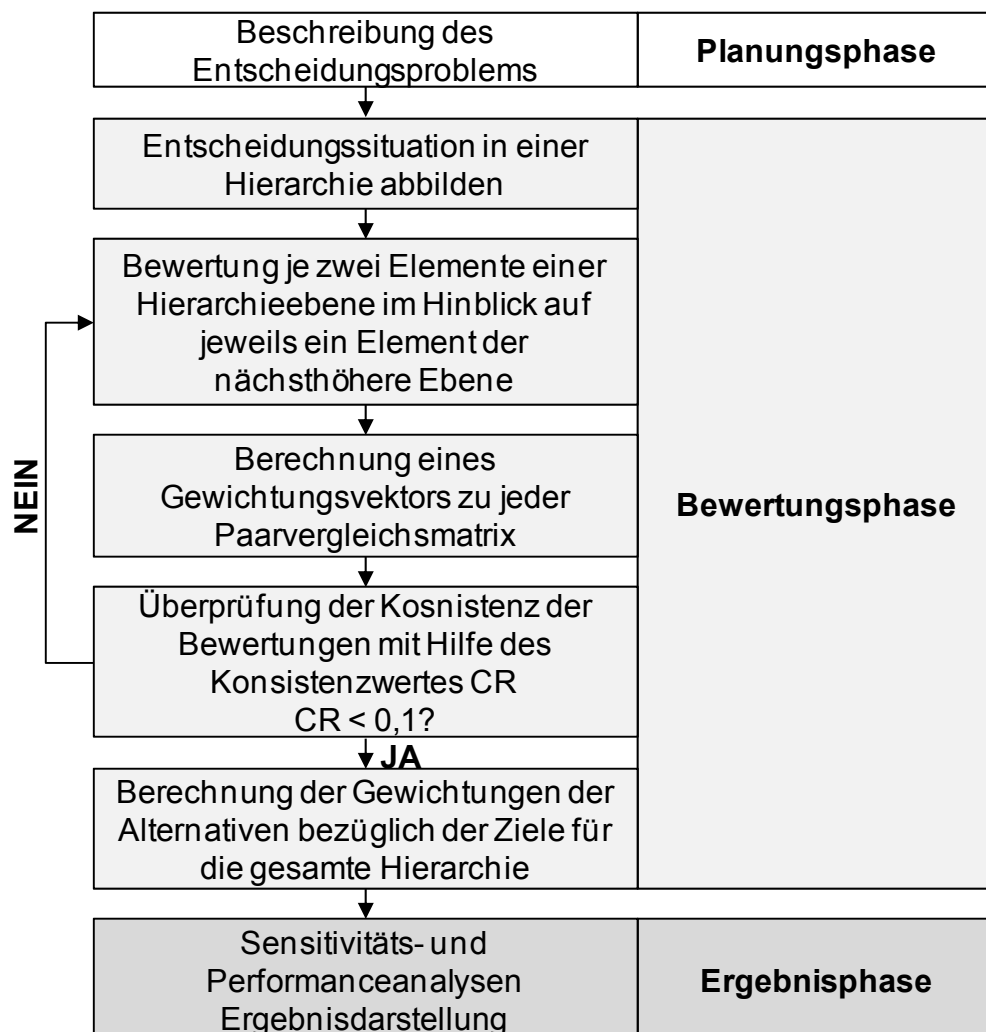 Beschreibung des
Entscheidungsproblems
Planungsphase
Entscheidungssituation in einer
Hierarchie abbilden
Bewertung je zwei Elemente einer
Hierarchieebene im Hinblick auf
jeweils ein Element der
nächsthöhere Ebene
NEIN
Berechnung eines
Gewichtungsvektors zu jeder
Paarvergleichsmatrix
Bewertungsphase
Überprüfung der Kosnistenz der
Bewertungen mit Hilfe des
Konsistenzwertes CR
CR < 0,1?
JA
Berechnung der Gewichtungen der
Alternativen bezüglich der Ziele für
die gesamte Hierarchie
Sensitivitäts- und
Performanceanalysen
Ergebnisdarstellung
Ergebnisphase